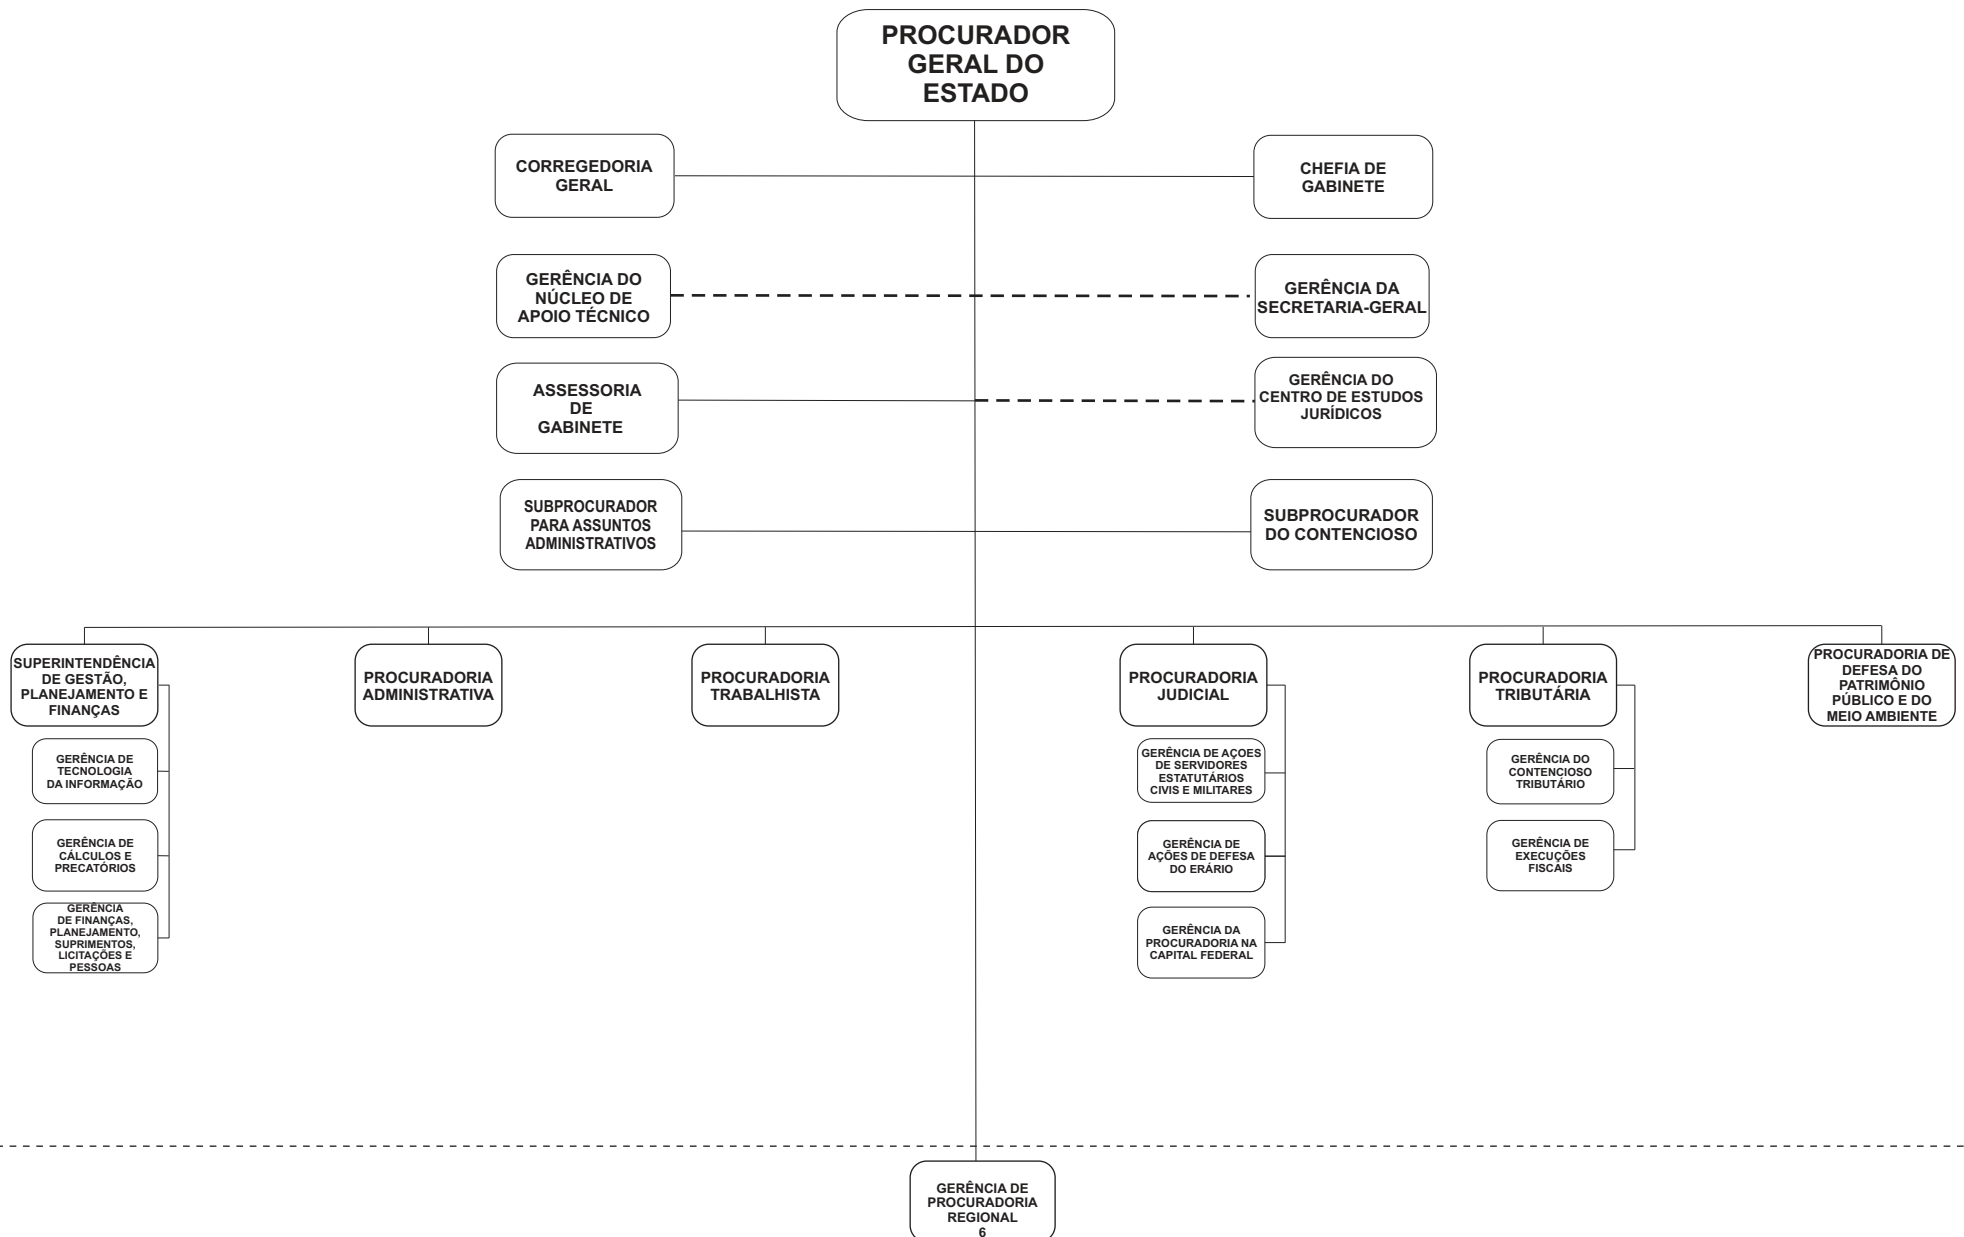 PROCURADOR
GERAL DO
ESTADO
CORREGEDORIA
GERAL
CHEFIA DE
GABINETE
GERÊNCIA DO
NÚCLEO DE
APOIO TÉCNICO
GERÊNCIA DA
SECRETARIA-GERAL
ASSESSORIA
DE
GABINETE
GERÊNCIA DO
CENTRO DE ESTUDOS
JURÍDICOS
SUBPROCURADOR
PARA ASSUNTOS
ADMINISTRATIVOS
SUBPROCURADOR
DO CONTENCIOSO
SUPERINTENDÊNCIA
DE GESTÃO,
PLANEJAMENTO E
FINANÇAS
PROCURADORIA
ADMINISTRATIVA
PROCURADORIA
TRABALHISTA
PROCURADORIA
JUDICIAL
PROCURADORIA
TRIBUTÁRIA
PROCURADORIA DE
DEFESA DO
PATRIMÔNIO
PÚBLICO E DO
MEIO AMBIENTE
GERÊNCIA DE
TECNOLOGIA
DA INFORMAÇÃO
GERÊNCIA DE AÇOES
DE SERVIDORES
ESTATUTÁRIOS
CIVIS E MILITARES
GERÊNCIA DO
CONTENCIOSO
TRIBUTÁRIO
GERÊNCIA DE
CÁLCULOS E
PRECATÓRIOS
GERÊNCIA DE
AÇÕES DE DEFESA
DO ERÁRIO
GERÊNCIA DE
EXECUÇÕES
FISCAIS
GERÊNCIA
DE FINANÇAS,
PLANEJAMENTO,
SUPRIMENTOS,
LICITAÇÕES E
PESSOAS
GERÊNCIA DA
PROCURADORIA NA
CAPITAL FEDERAL
GERÊNCIA DE
PROCURADORIA
REGIONAL
6